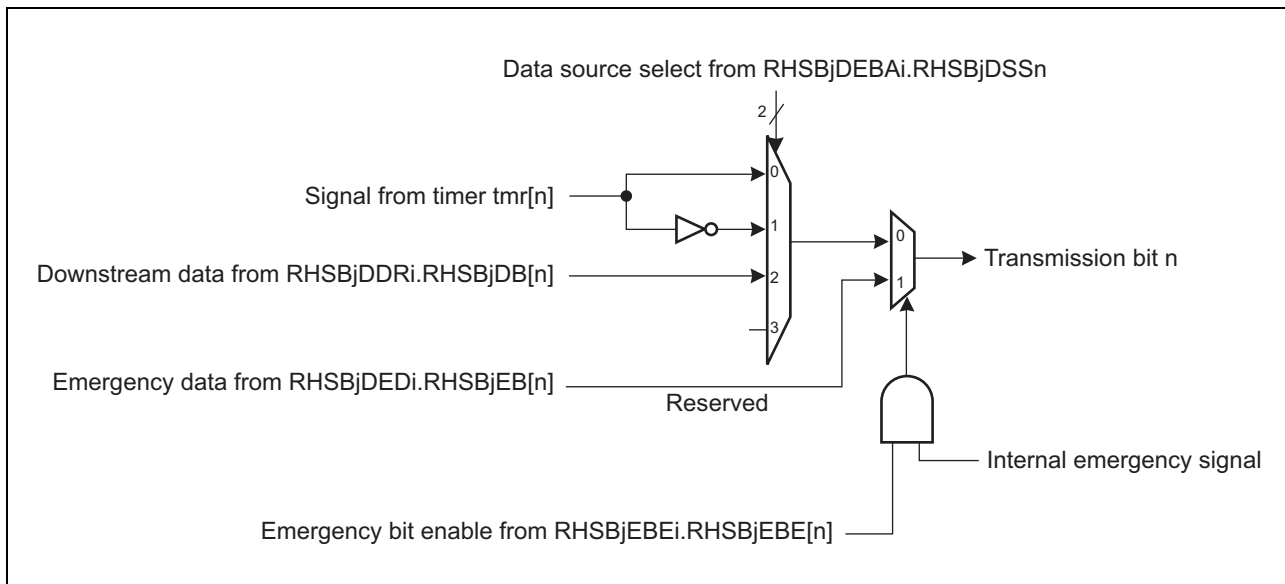 Data source select from RHSBjDEBAi.RHSBjDSSn
2
0
Signal from timer tmr[n]
1
0
Transmission bit n
Downstream data from RHSBjDDRi.RHSBjDB[n]
2
1
3
Emergency data from RHSBjDEDi.RHSBjEB[n]
Reserved
Internal emergency signal
Emergency bit enable from RHSBjEBEi.RHSBjEBE[n]